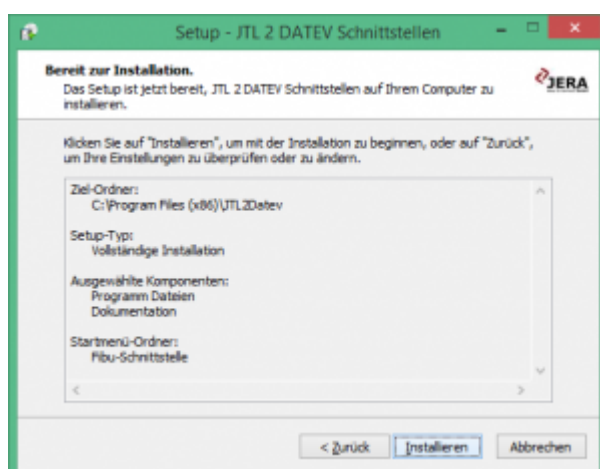 Setup - JTL 2 DATEV Schnittstellen
Bereit zur Installation.
Das Setup ist jetzt bereit, JTL 2 DATEV Schnittstellen auf Ihrem Computer zu
installieren.
JERA
Klicken Sie auf "Installieren", um mit der Installation zu beginnen, oder auf "Zurück",
um Ihre Einstellungen zu überprüfen oder zu ändern.
Ziel-Ordner:
C:\Program Files (x86)\JTL2Datev
Setup-Typ:
Vollständige Installation
Ausgewählte Komponenten:
Programm Dateien
Dokumentation
Startmenü-Ordner:
Fibu-Schnittstelle
< Zurück
Installieren
Abbrechen